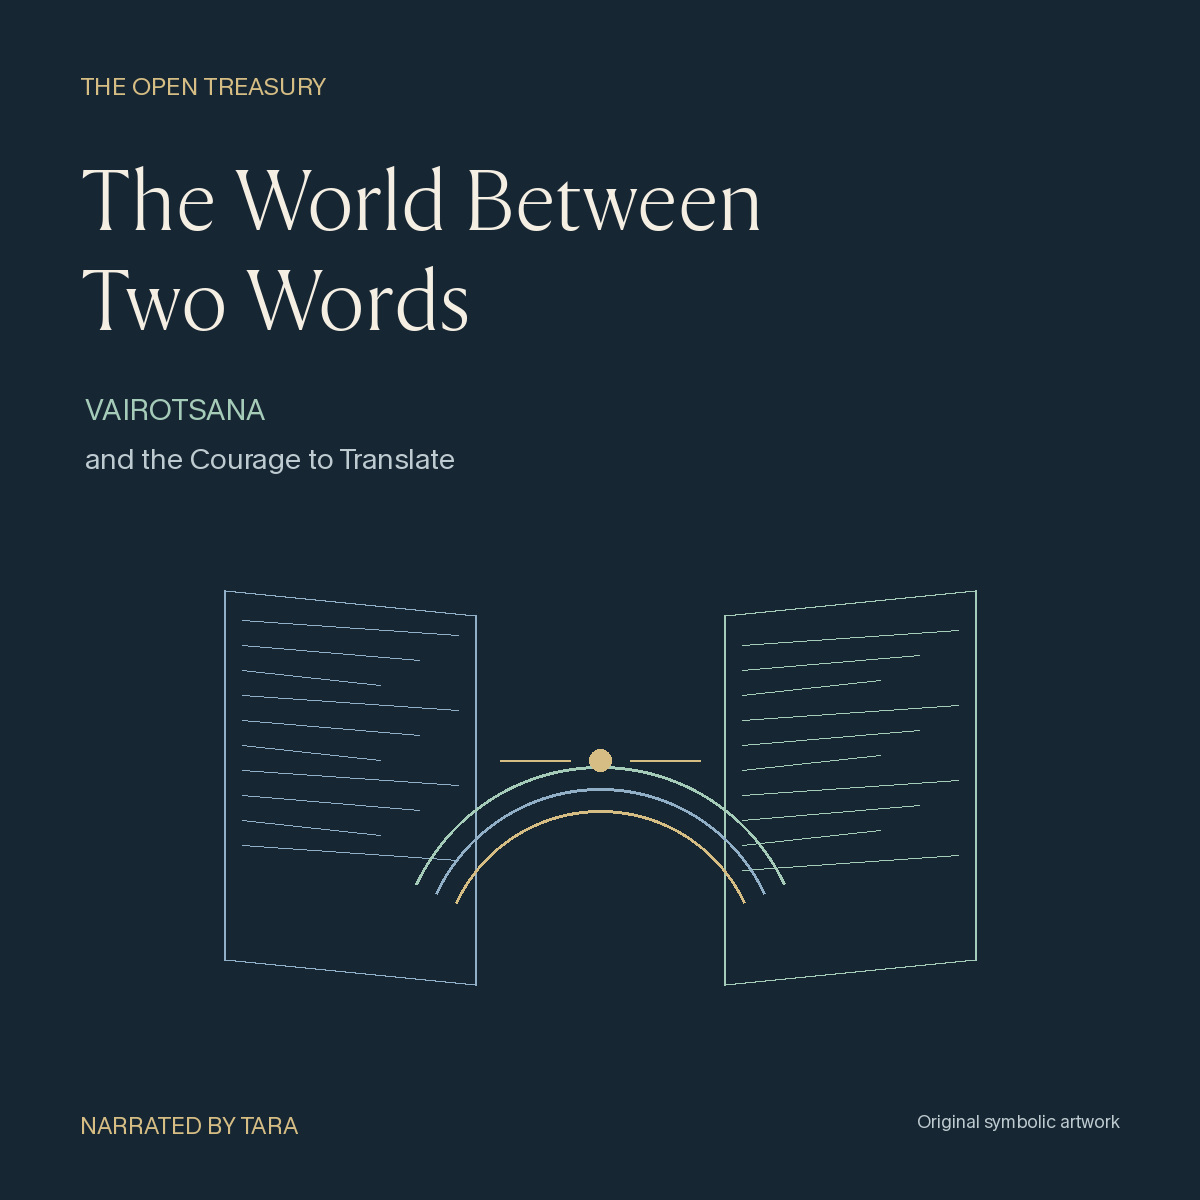 THE OPEN TREASURY
The World Between
Two Words
VAIROTSANA
and the Courage to Translate
NARRATED BY TARA
Original symbolic artwork